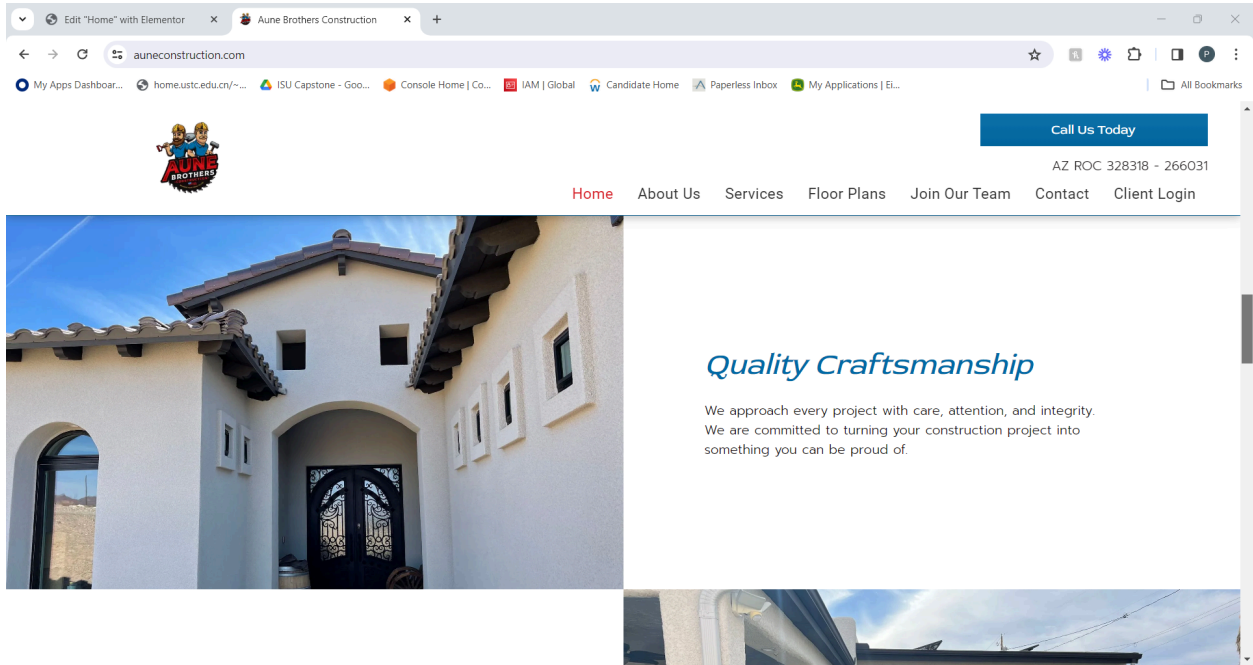 Edit "Home" with Elementor
Aune Brothers Construction
auneconstruction.com
P
My Apps Dashboar...
home.ustc.edu.cn/~...
ISU Capstone - Goo...
Console Home | Co...
IAM | Global
Candidate Home
Paperless Inbox
My Applications | Ei...
All Bookmarks
AUNE
BROTHERS
Call Us Today
AZ ROC 328318 - 266031
Home About Us Services Floor Plans Join Our Team Contact Client Login
Quality Craftsmanship
We approach every project with care, attention, and integrity.
We are committed to turning your construction project into
something you can be proud of.